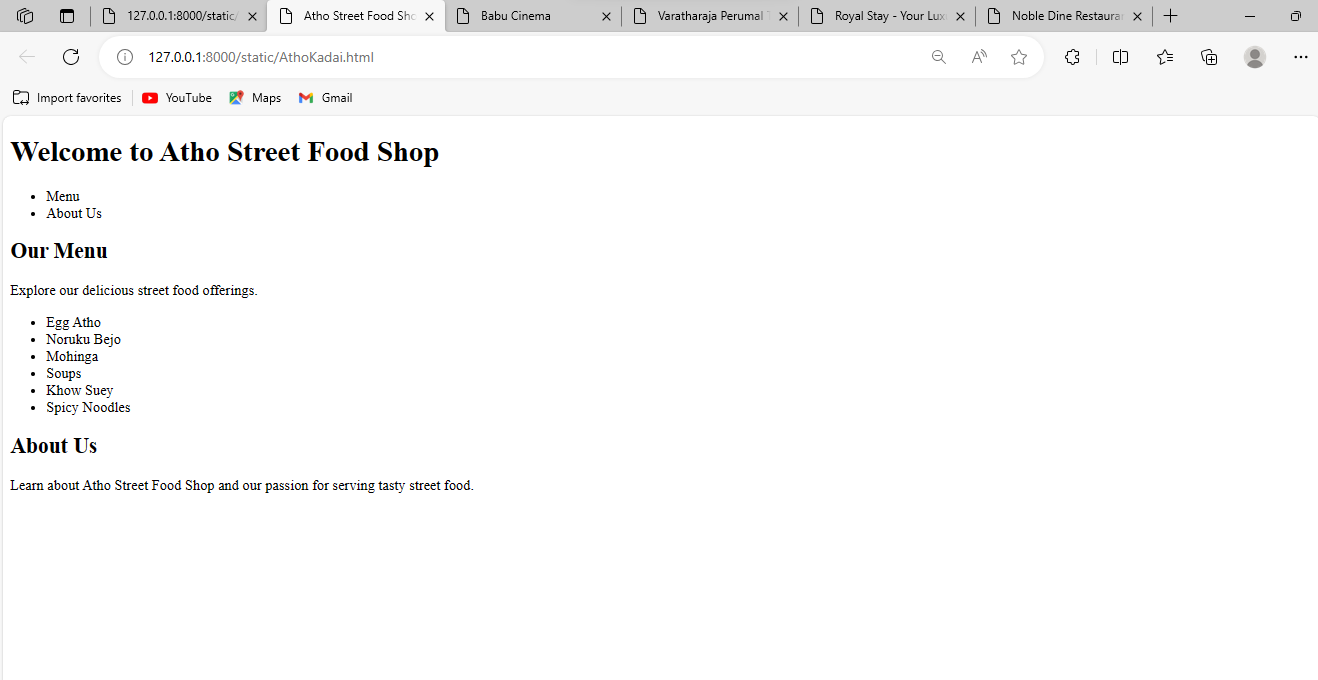 127.0.0.1:8000/static/
Atho Street Food Sho
Babu Cinema
Varatharaja Perumal T
Royal Stay - Your Lux
Noble Dine Restauran
127.0.0.1:8000/static/AthoKadai.html
Import favorites
YouTube
Maps
Gmail
Welcome to Atho Street Food Shop
• Menu
• About Us
Our Menu
Explore our delicious street food offerings.
• Egg Atho
• Noruku Bejo
• Mohinga
• Soups
• Khow Suey
• Spicy Noodles
About Us
Learn about Atho Street Food Shop and our passion for serving tasty street food.